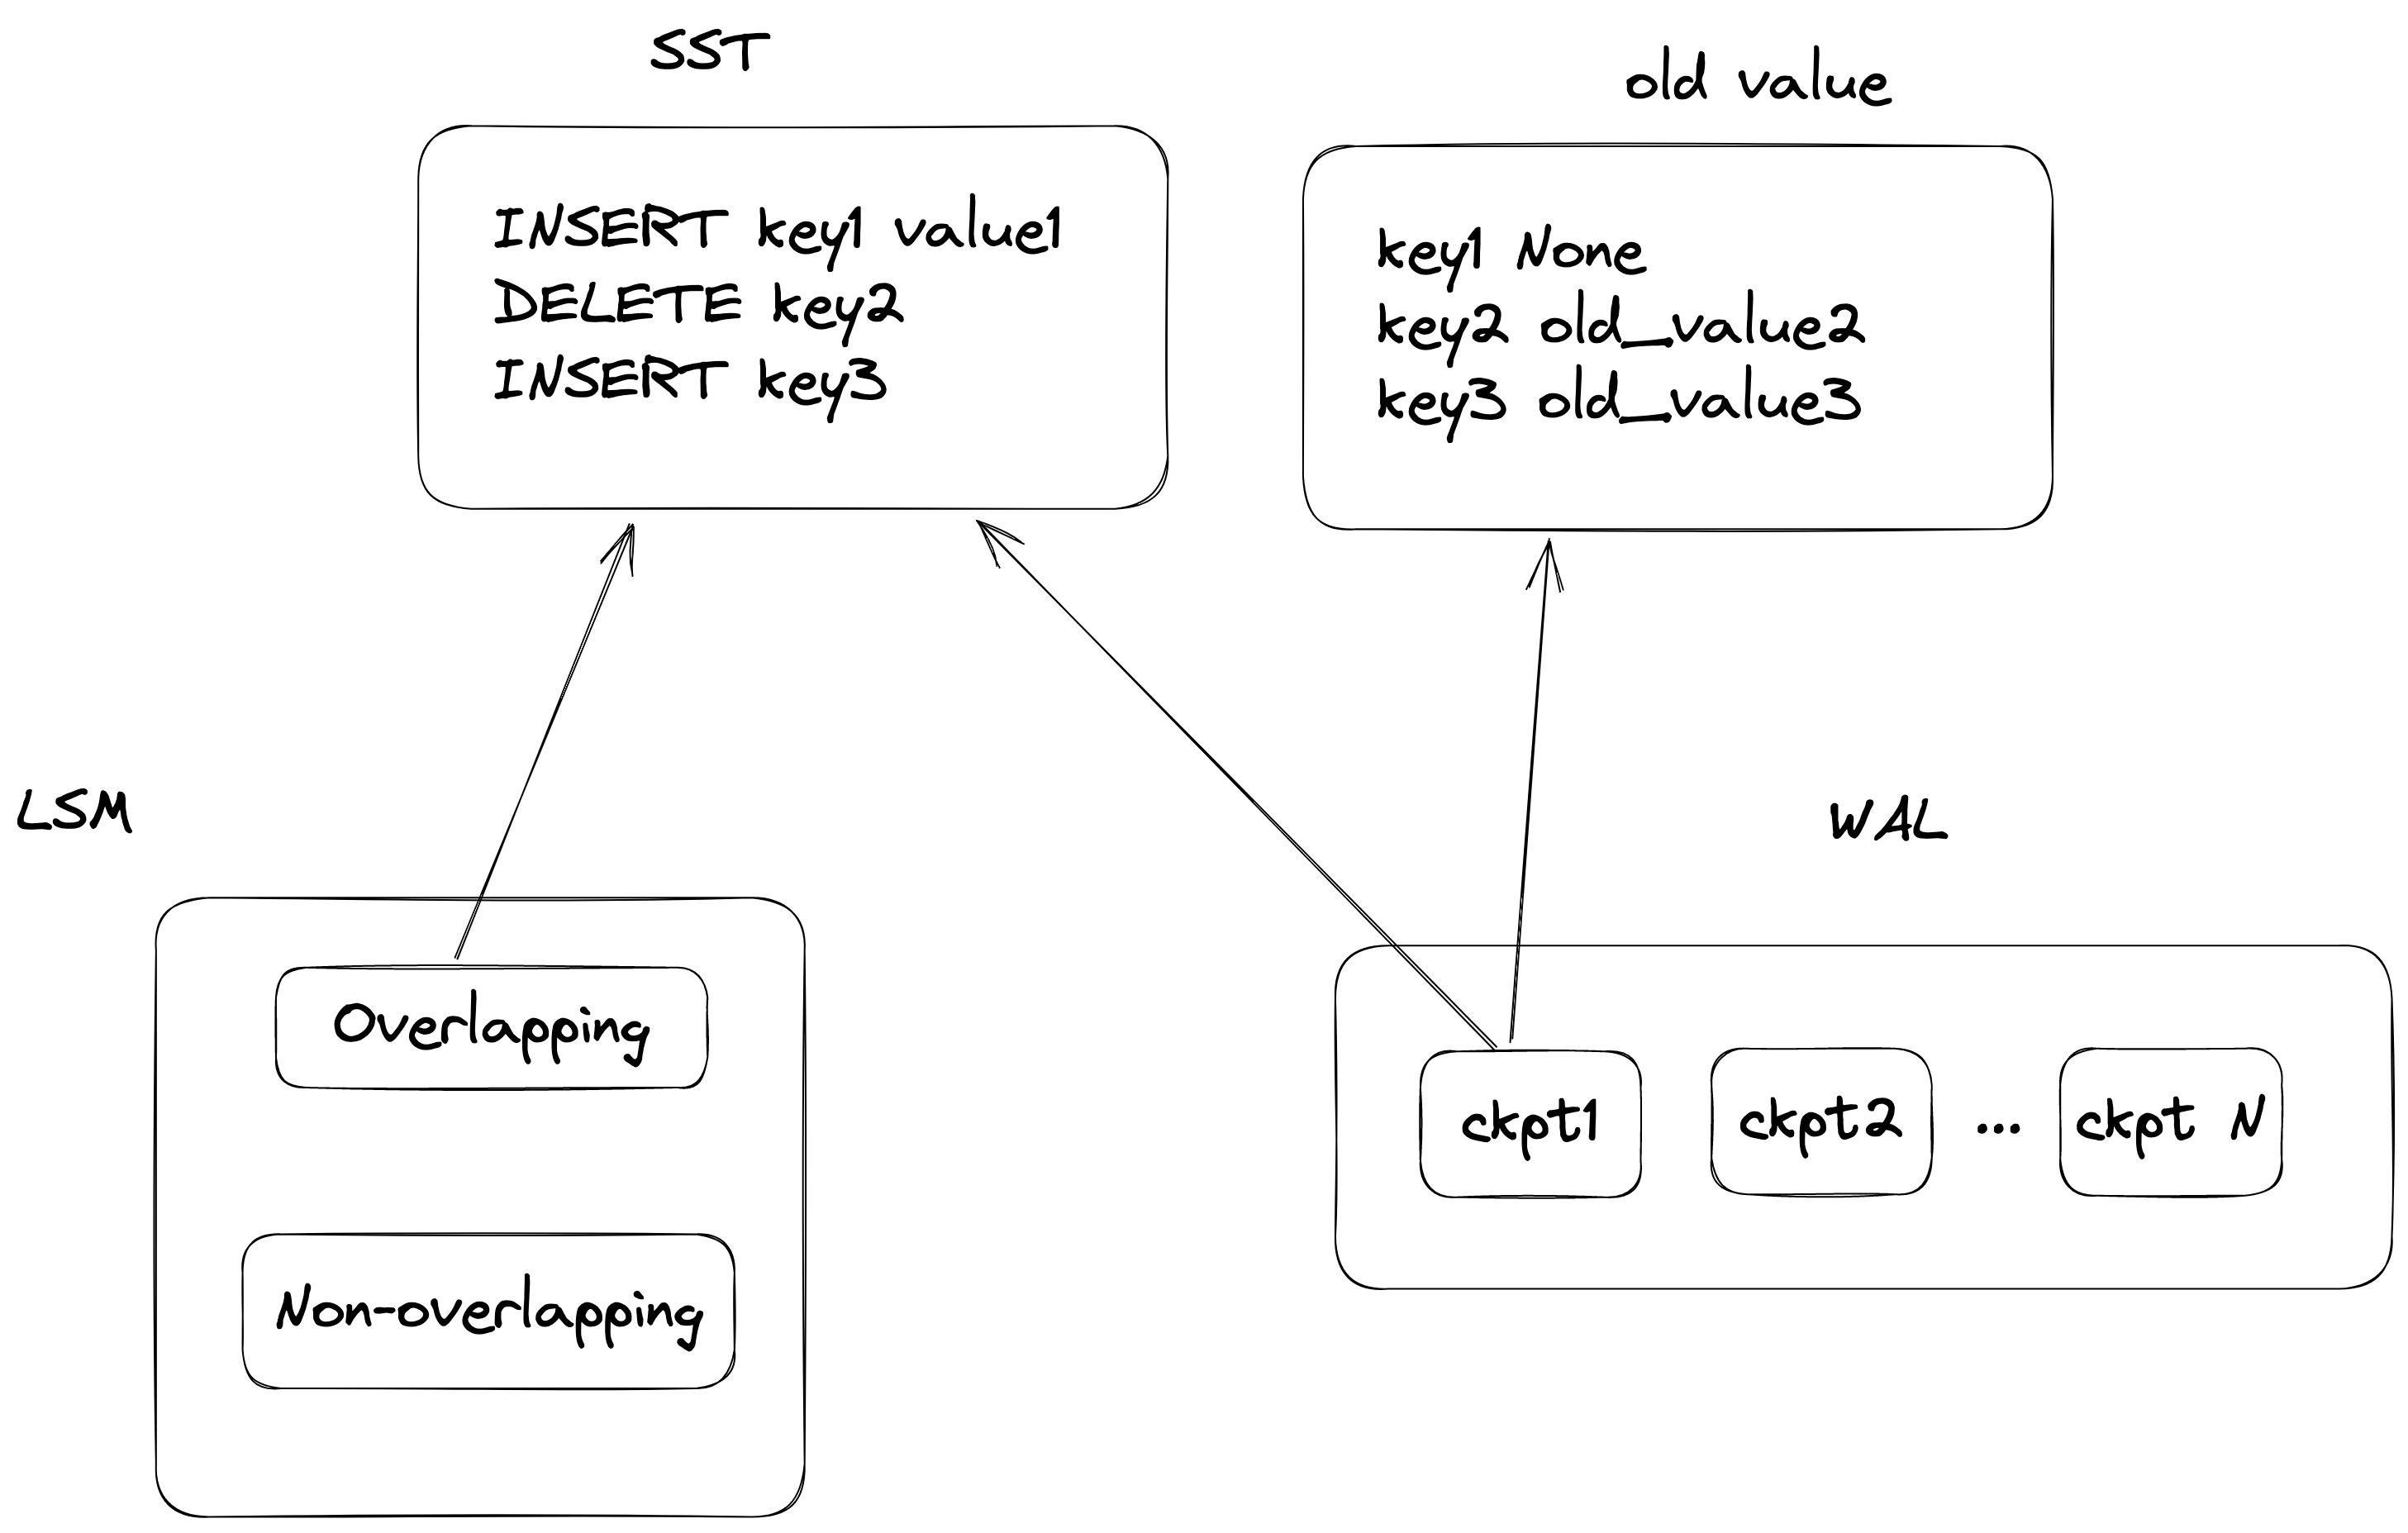 SST
old value
INSERT key1 value1
DELETE key2
INSERT key3
key1 None
key2 old_value2
key3 old_value3
LSM
WAL
Overlapping
Non-overlapping
ckpt1
ckpt2
...
ckpt N